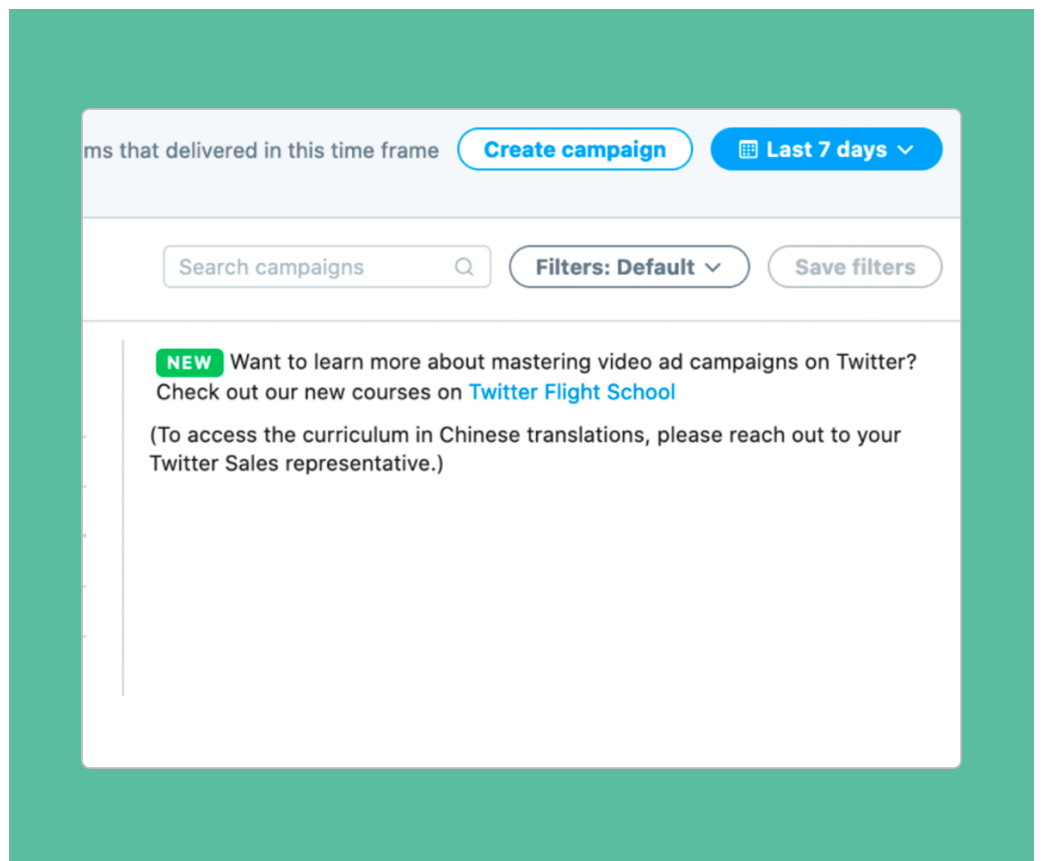 ms that delivered in this time frame Create campaign Last 7 days
Search campaigns Filters: Default Save filters
NEW Want to learn more about mastering video ad campaigns on Twitter?
Check out our new courses on Twitter Flight School
(To access the curriculum in Chinese translations, please reach out to your
Twitter Sales representative.)